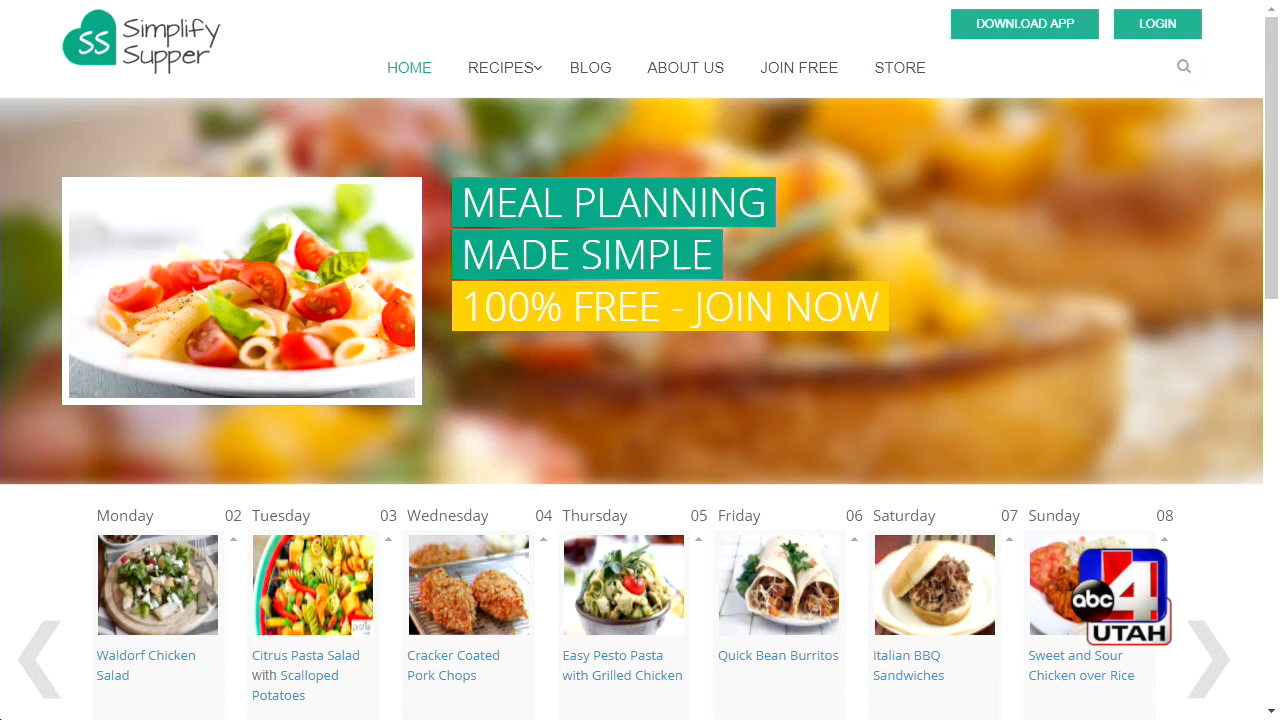 SS Simplify
Supper
DOWNLOAD APP
LOGIN
HOME
RECIPES
BLOG
ABOUT US
JOIN FREE
STORE
MEAL PLANNING
MADE SIMPLE
100% FREE - JOIN NOW
Monday 02
Tuesday 03
Wednesday 04
Thursday 05
Friday 06
Saturday 07
Sunday 08
Waldorf Chicken
Salad
Citrus Pasta Salad
with Scalloped
Potatoes
Cracker Coated
Pork Chops
Easy Pesto Pasta
with Grilled Chicken
Quick Bean Burritos
Italian BBQ
Sandwiches
Sweet and Sour
Chicken over Rice
profile
abc 4
UTAH